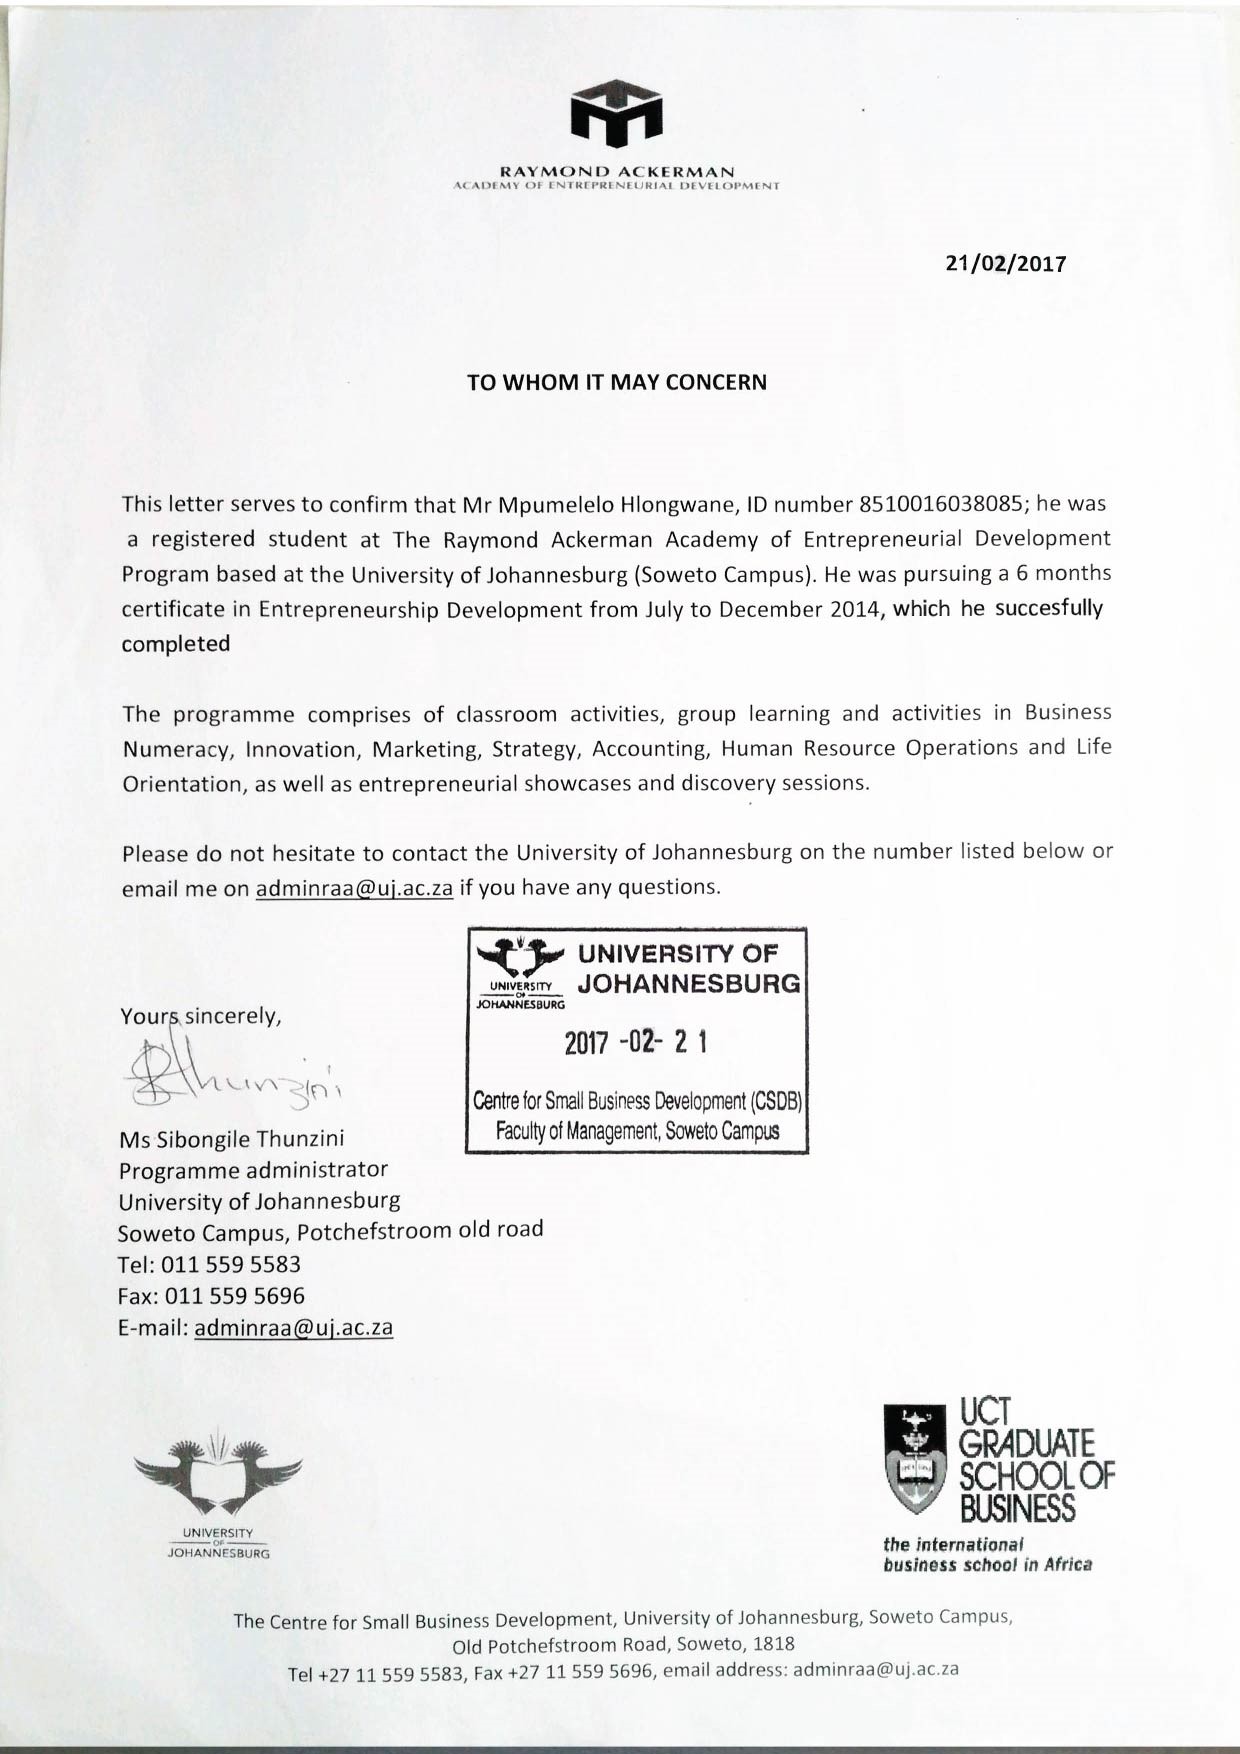 RAYMOND ACKERMAN
ACADEMY OF ENTREPRENEURIAL DEVELOPMENT
21/02/2017
TO WHOM IT MAY CONCERN
This letter serves to confirm that Mr Mpumelelo Hlongwane, ID number 8510016038085; he was
a registered student at The Raymond Ackerman Academy of Entrepreneurial Development
Program based at the University of Johannesburg (Soweto Campus). He was pursuing a 6 months
certificate in Entrepreneurship Development from July to December 2014, which he succesfully
completed
The programme comprises of classroom activities, group learning and activities in Business
Numeracy, Innovation, Marketing, Strategy, Accounting, Human Resource Operations and Life
Orientation, as well as entrepreneurial showcases and discovery sessions.
Please do not hesitate to contact the University of Johannesburg on the number listed below or
email me on adminraa@uj.ac.za if you have any questions.
UNIVERSITY OF
JOHANNESBURG
UNIVERSITY
OF
JOHANNESBURG
2017 -02- 21
Centre for Small Business Development (CSDB)
Faculty of Management, Soweto Campus
Yours sincerely,
SThunzini
Ms Sibongile Thunzini
Programme administrator
University of Johannesburg
Soweto Campus, Potchefstroom old road
Tel: 011 559 5583
Fax: 011 559 5696
E-mail: adminraa@uj.ac.za
UNIVERSITY
OF
JOHANNESBURG
UCT
GRADUATE
SCHOOL OF
BUSINESS
the international
business school in Africa
The Centre for Small Business Development, University of Johannesburg, Soweto Campus,
Old Potchefstroom Road, Soweto, 1818
Tel +27 11 559 5583, Fax +27 11 559 5696, email address: adminraa@uj.ac.za